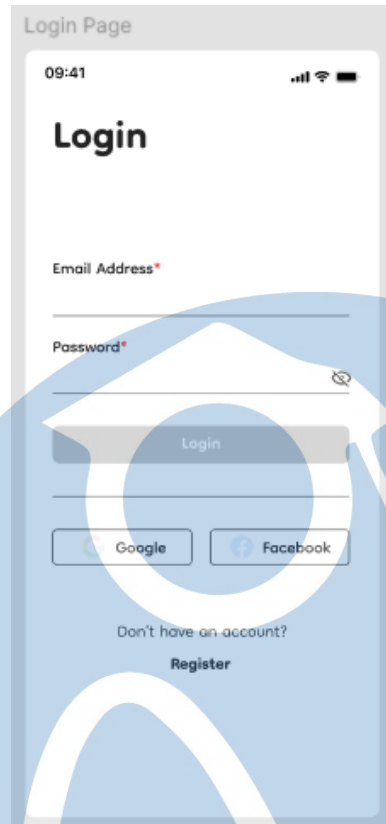 Login Page
09:41
Login
Email Address*
Password*
Login
Google
Facebook
Don't have an account?
Register